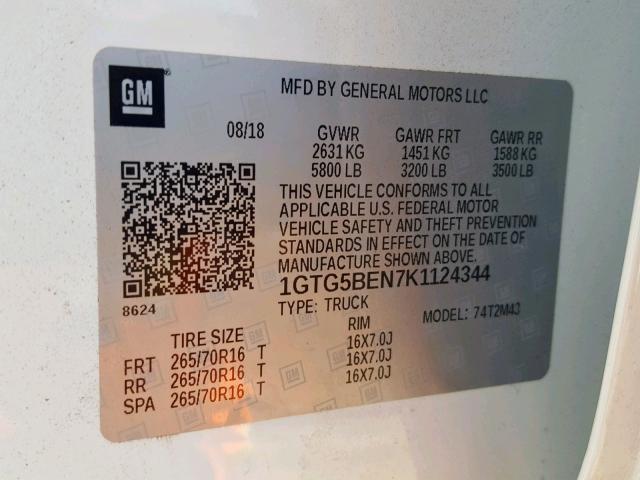 GM
MFD BY GENERAL MOTORS LLC
08/18 GVWR GAWR FRT GAWR RR
2631 KG 1451 KG 1588 KG
5800 LB 3200 LB 3500 LB
THIS VEHICLE CONFORMS TO ALL
APPLICABLE U.S. FEDERAL MOTOR
VEHICLE SAFETY AND THEFT PREVENTION
STANDARDS IN EFFECT ON THE DATE OF
MANUFACTURE SHOWN ABOVE.
1GTG5BEN7K1124344
8624 TYPE: TRUCK MODEL: 74T2M43
TIRE SIZE RIM
FRT 265/70R16 T 16X7.0J
RR 265/70R16 T 16X7.0J
SPA 265/70R16 T 16X7.0J